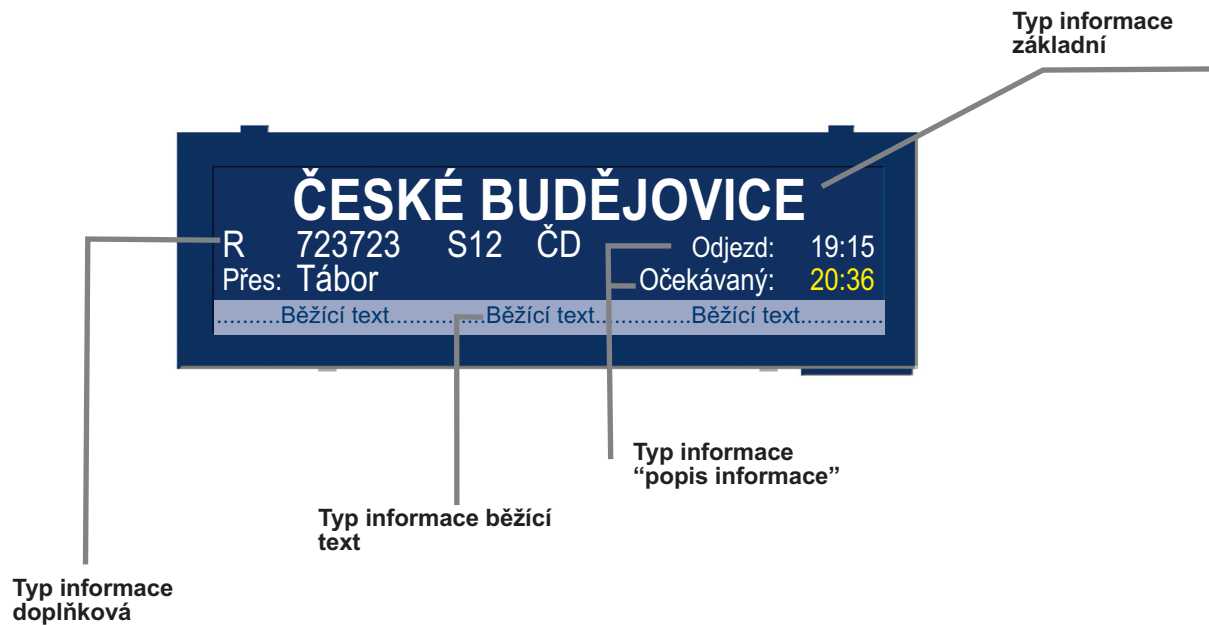 Typ informace
základní
ČESKÉ BUDĚJOVICE
R 723723 S12 ČD Odjezd: 19:15
Přes: Tábor Očekávaný: 20:36
..........Běžící text...............Běžící text...............Běžící text.............
Typ informace
“popis informace”
Typ informace běžící
text
Typ informace
doplňková